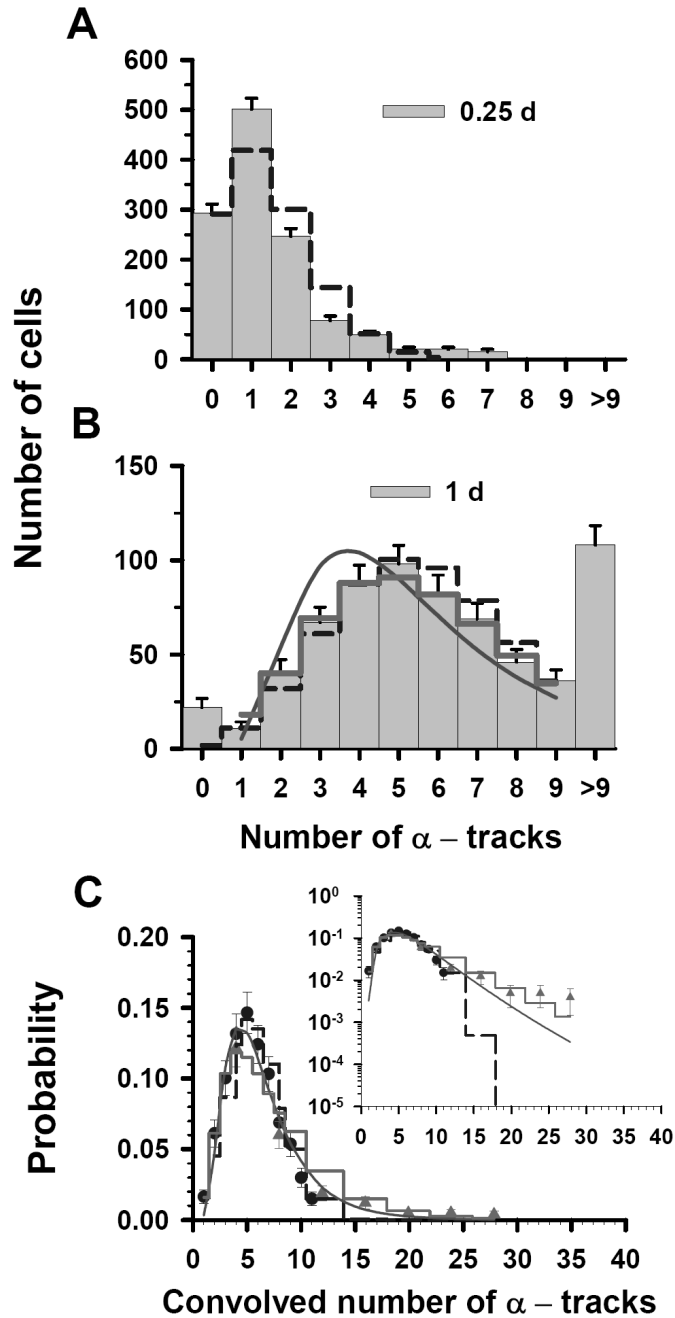 A
600
500
400
300
200
100
0
0.25 d
0 1 2 3 4 5 6 7 8 9 >9
Number of cells
B
150
100
50
0
1 d
0 1 2 3 4 5 6 7 8 9 >9
Number of α – tracks
C
0.20
0.15
0.10
0.05
0.00
Probability
10⁰
10⁻¹
10⁻²
10⁻³
10⁻⁴
10⁻⁵
0 5 10 15 20 25 30 35 40
0 5 10 15 20 25 30 35 40
Convolved number of α – tracks